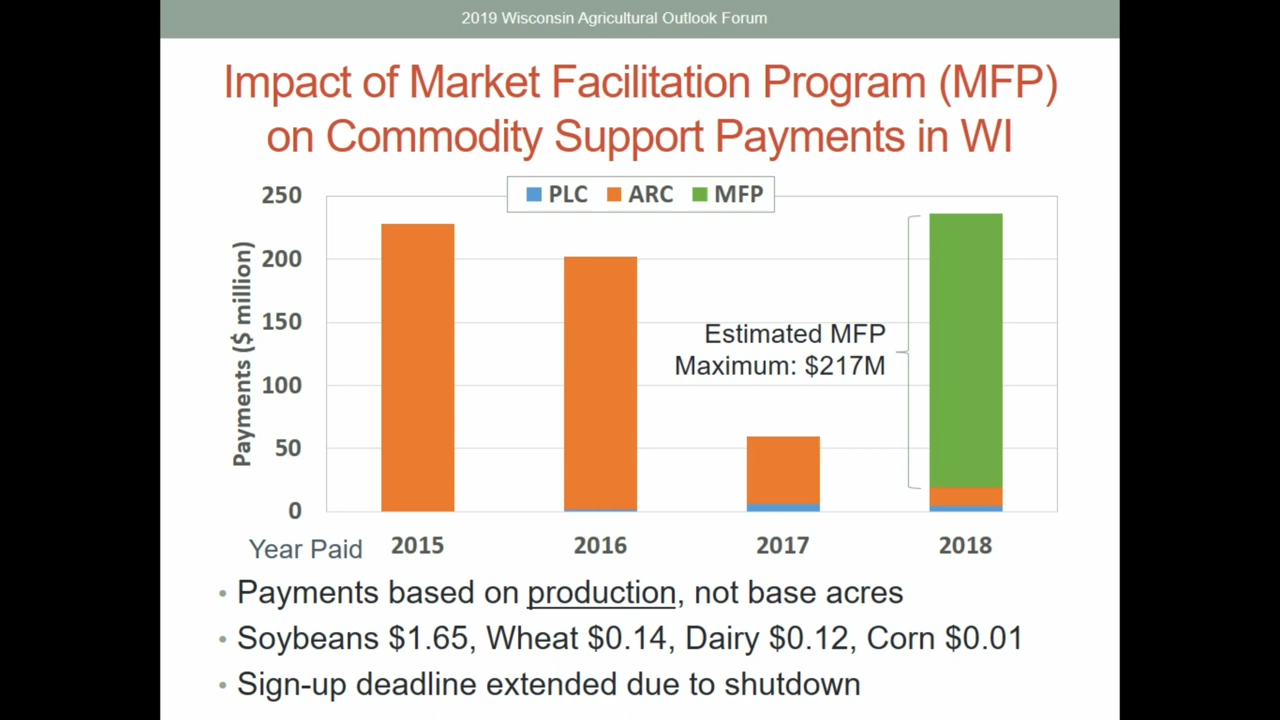 2019 Wisconsin Agricultural Outlook Forum
Impact of Market Facilitation Program (MFP)
on Commodity Support Payments in WI
PLC ARC MFP
Payments ($ million)
250
200
150
100
50
0
Estimated MFP
Maximum: $217M
Year Paid 2015 2016 2017 2018
• Payments based on production, not base acres
• Soybeans $1.65, Wheat $0.14, Dairy $0.12, Corn $0.01
• Sign-up deadline extended due to shutdown